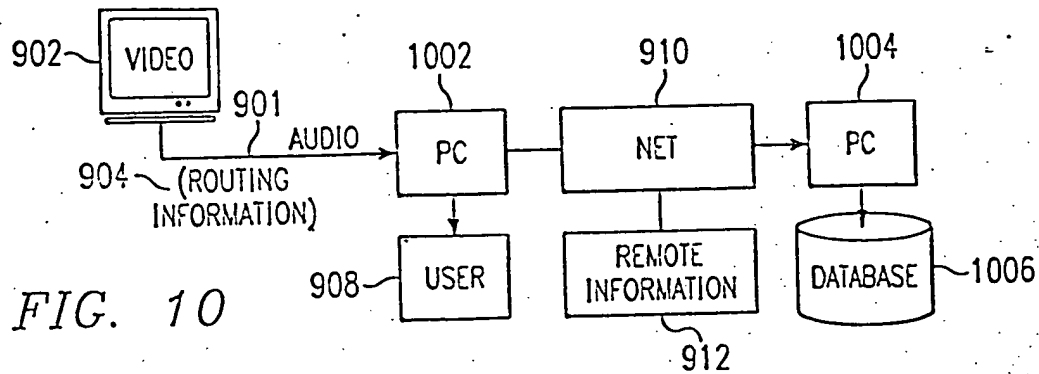 902
VIDEO
901
AUDIO
904
(ROUTING
INFORMATION)
1002
PC
910
NET
1004
PC
908
USER
REMOTE
INFORMATION
912
DATABASE
1006
FIG. 10